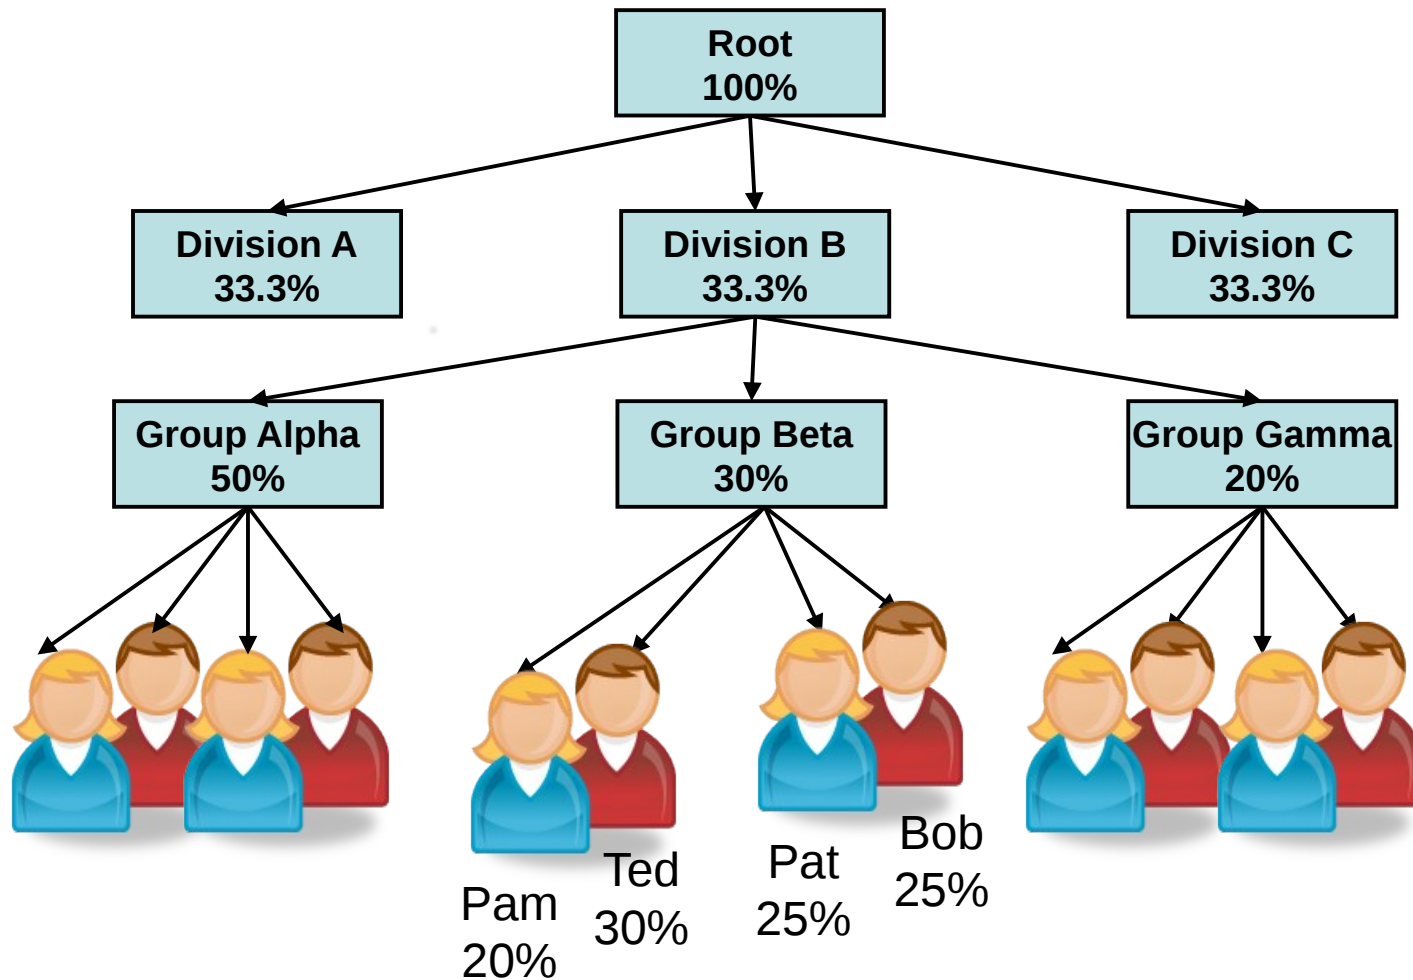 Root
100%
Division A
33.3%
Division B
33.3%
Division C
33.3%
Group Alpha
50%
Group Beta
30%
Group Gamma
20%
Pam
20%
Ted
30%
Pat
25%
Bob
25%